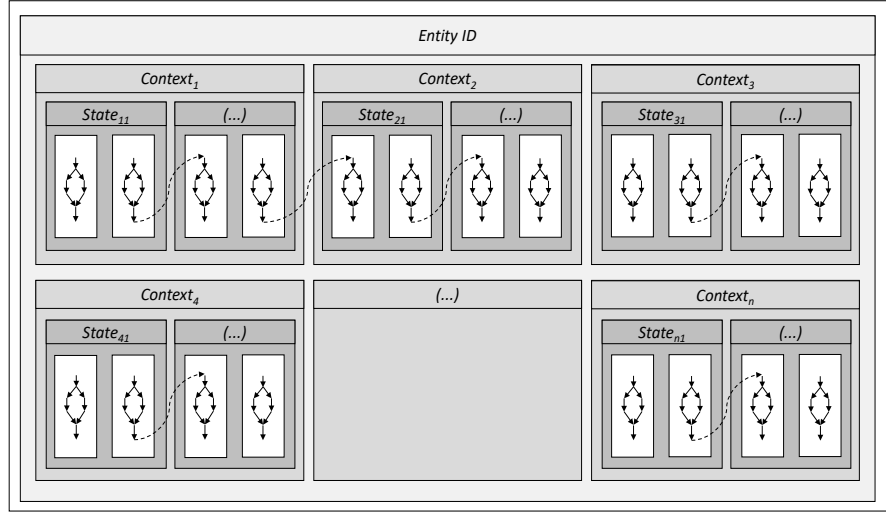 Entity ID
Context₁
Context₂
Context₃
State₁₁
(...)
State₂₁
(...)
State₃₁
(...)
Context₄
(...)
Contextₙ
State₄₁
(...)
Stateₙ₁
(...)